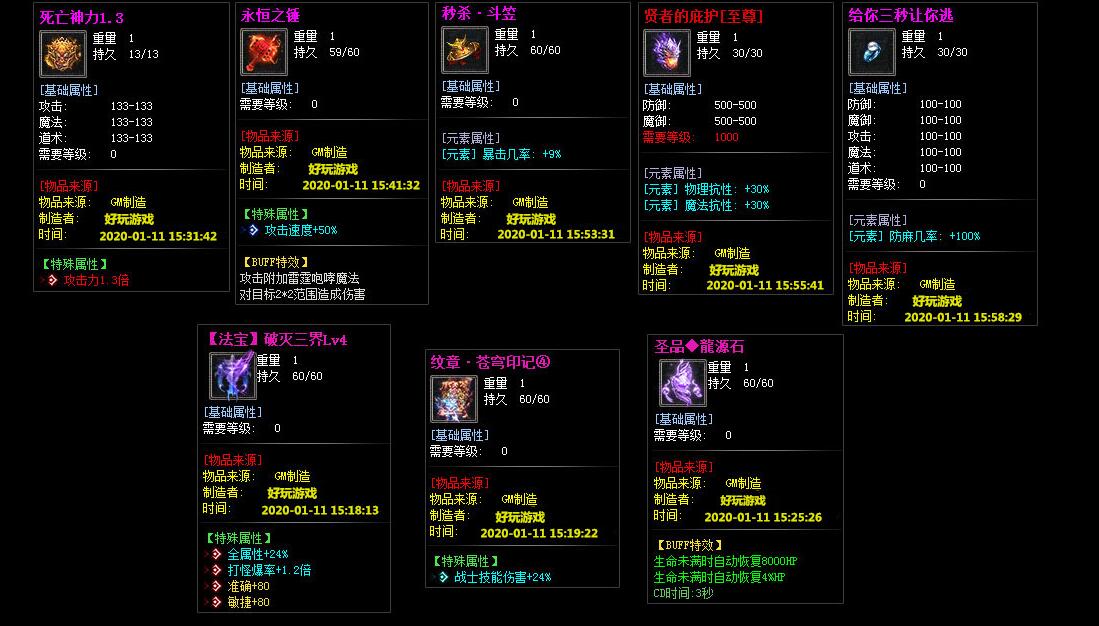 死亡神力1.3
重量 1
持久 13/13
[基础属性]
攻击: 133-133
魔法: 133-133
道术: 133-133
需要等级: 0
[物品来源]
物品来源: GM制造
制造者: 好玩游戏
时间: 2020-01-11 15:31:42
【特殊属性】
攻击力1.3倍
永恒之锤
重量 1
持久 59/60
[基础属性]
需要等级: 0
[物品来源]
物品来源: GM制造
制造者: 好玩游戏
时间: 2020-01-11 15:41:32
【特殊属性】
攻击速度+50%
【BUFF特效】
攻击附加雷霆咆哮魔法
对目标2*2范围造成伤害
秒杀·斗笠
重量 1
持久 60/60
[基础属性]
需要等级: 0
[元素属性]
[元素] 暴击几率: +9%
[物品来源]
物品来源: GM制造
制造者: 好玩游戏
时间: 2020-01-11 15:53:31
贤者的庇护[至尊]
重量 1
持久 30/30
[基础属性]
防御: 500-500
魔御: 500-500
需要等级: 1000
[元素属性]
[元素] 物理抗性: +30%
[元素] 魔法抗性: +30%
[物品来源]
物品来源: GM制造
制造者: 好玩游戏
时间: 2020-01-11 15:55:41
给你三秒让你逃
重量 1
持久 30/30
[基础属性]
防御: 100-100
魔御: 100-100
攻击: 100-100
魔法: 100-100
道术: 100-100
需要等级: 0
[元素属性]
[元素] 防麻几率: +100%
[物品来源]
物品来源: GM制造
制造者: 好玩游戏
时间: 2020-01-11 15:58:29
【法宝】破灭三界Lv4
重量 1
持久 60/60
[基础属性]
需要等级: 0
[物品来源]
物品来源: GM制造
制造者: 好玩游戏
时间: 2020-01-11 15:18:13
【特殊属性】
全属性+24%
打怪爆率+1.2倍
准确+80
敏捷+80
纹章·苍穹印记④
重量 1
持久 60/60
[基础属性]
需要等级: 0
[物品来源]
物品来源: GM制造
制造者: 好玩游戏
时间: 2020-01-11 15:19:22
【特殊属性】
战士技能伤害+24%
圣品◆龍源石
重量 1
持久 60/60
[基础属性]
需要等级: 0
[物品来源]
物品来源: GM制造
制造者: 好玩游戏
时间: 2020-01-11 15:25:26
【BUFF特效】
生命未满时自动恢复8000HP
生命未满时自动恢复4%HP
CD时间:3秒